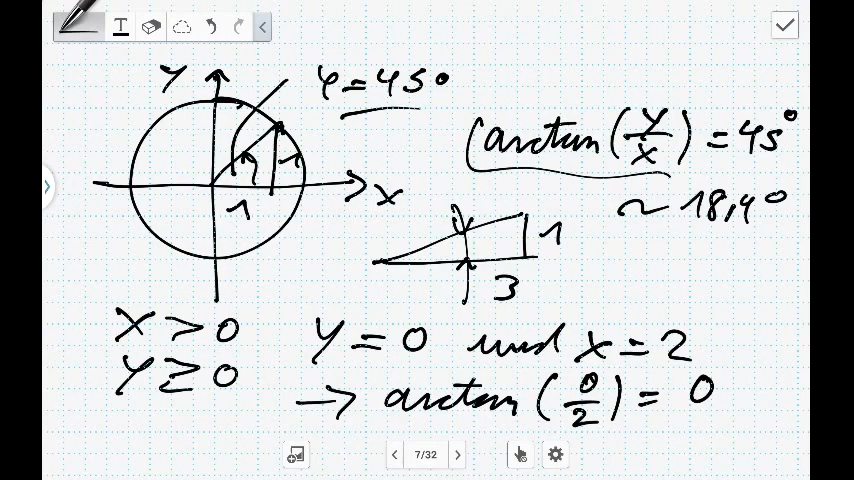 T
y φ = 45°
arctan (y/x) = 45°
1 1 x
~ 18,4°
1
3
x > 0
y ≥ 0
y = 0 und x = 2
→ arctan (0/2) = 0
7/32